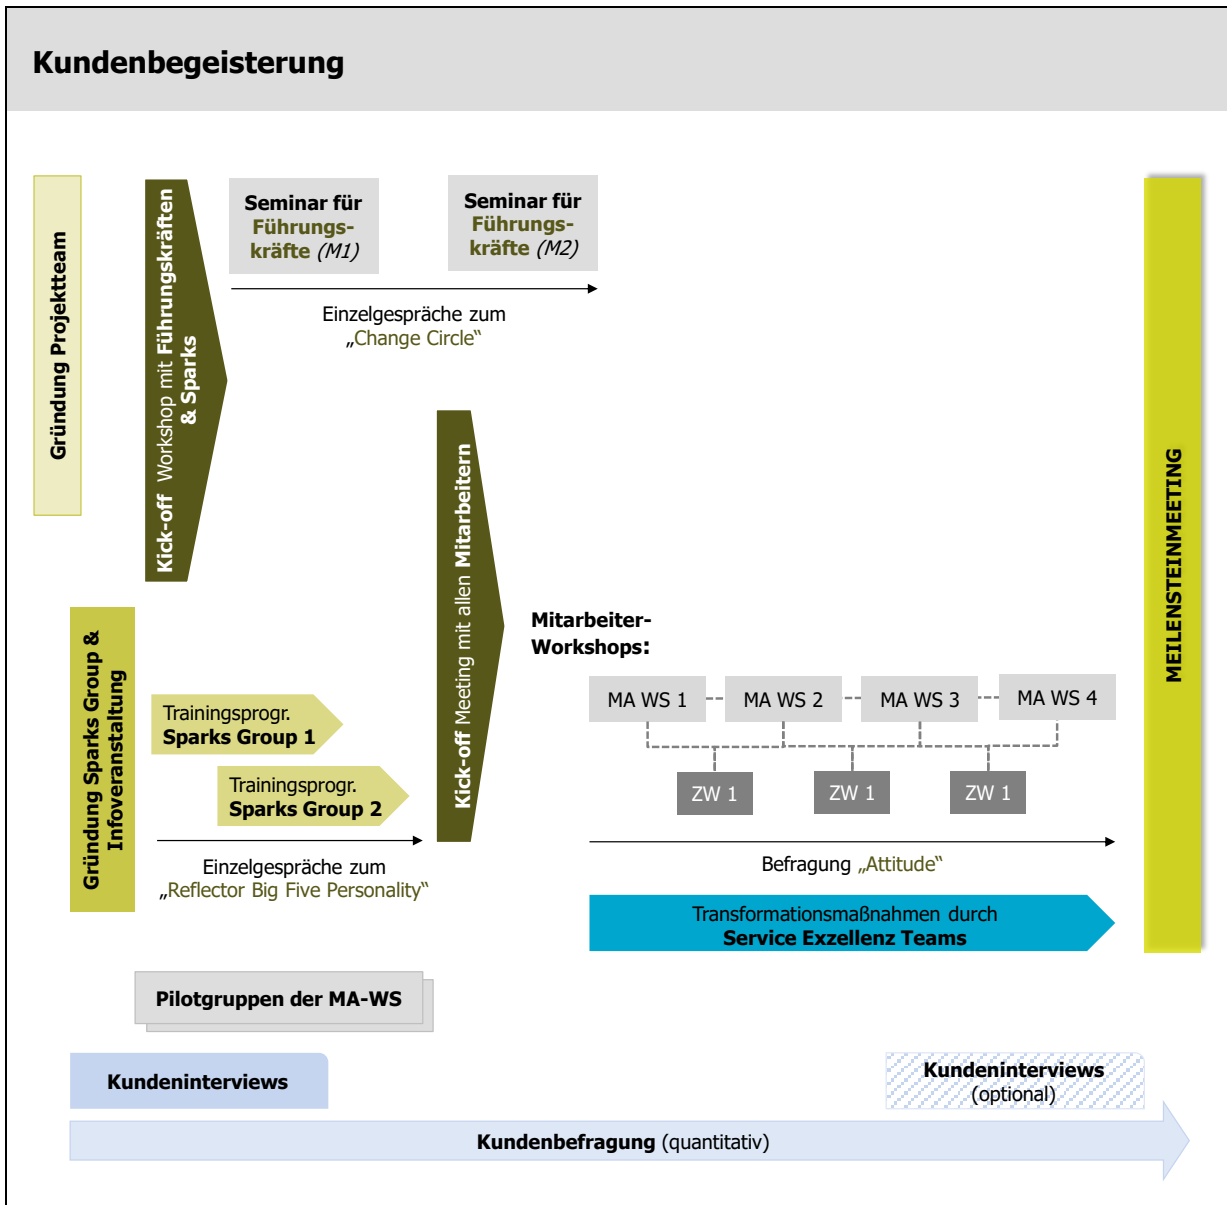 Kundenbegeisterung
Gründung Projektteam
Kick-off Workshop mit Führungskräften
& Sparks
Seminar für
Führungs-
kräfte (M1)
Seminar für
Führungs-
kräfte (M2)
Einzelgespräche zum
„Change Circle“
Kick-off Meeting mit allen Mitarbeitern
MEILENSTEINMEETING
Gründung Sparks Group &
Infoveranstaltung
Trainingsprogr.
Sparks Group 1
Trainingsprogr.
Sparks Group 2
Einzelgespräche zum
„Reflector Big Five Personality“
Mitarbeiter-
Workshops:
MA WS 1
MA WS 2
MA WS 3
MA WS 4
ZW 1
ZW 1
ZW 1
Befragung „Attitude“
Transformationsmaßnahmen durch
Service Exzellenz Teams
Pilotgruppen der MA-WS
Kundeninterviews
Kundeninterviews
(optional)
Kundenbefragung (quantitativ)